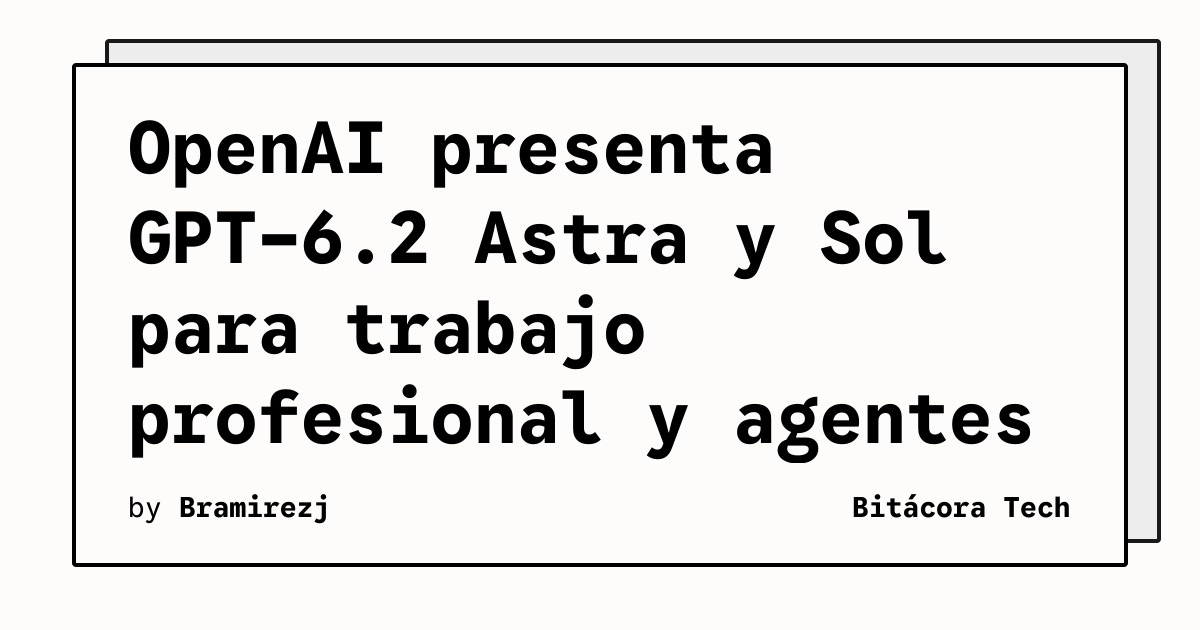 OpenAI presenta
GPT-6.2 Astra y Sol
para trabajo
profesional y agentes
by Bramirezj
Bitácora Tech